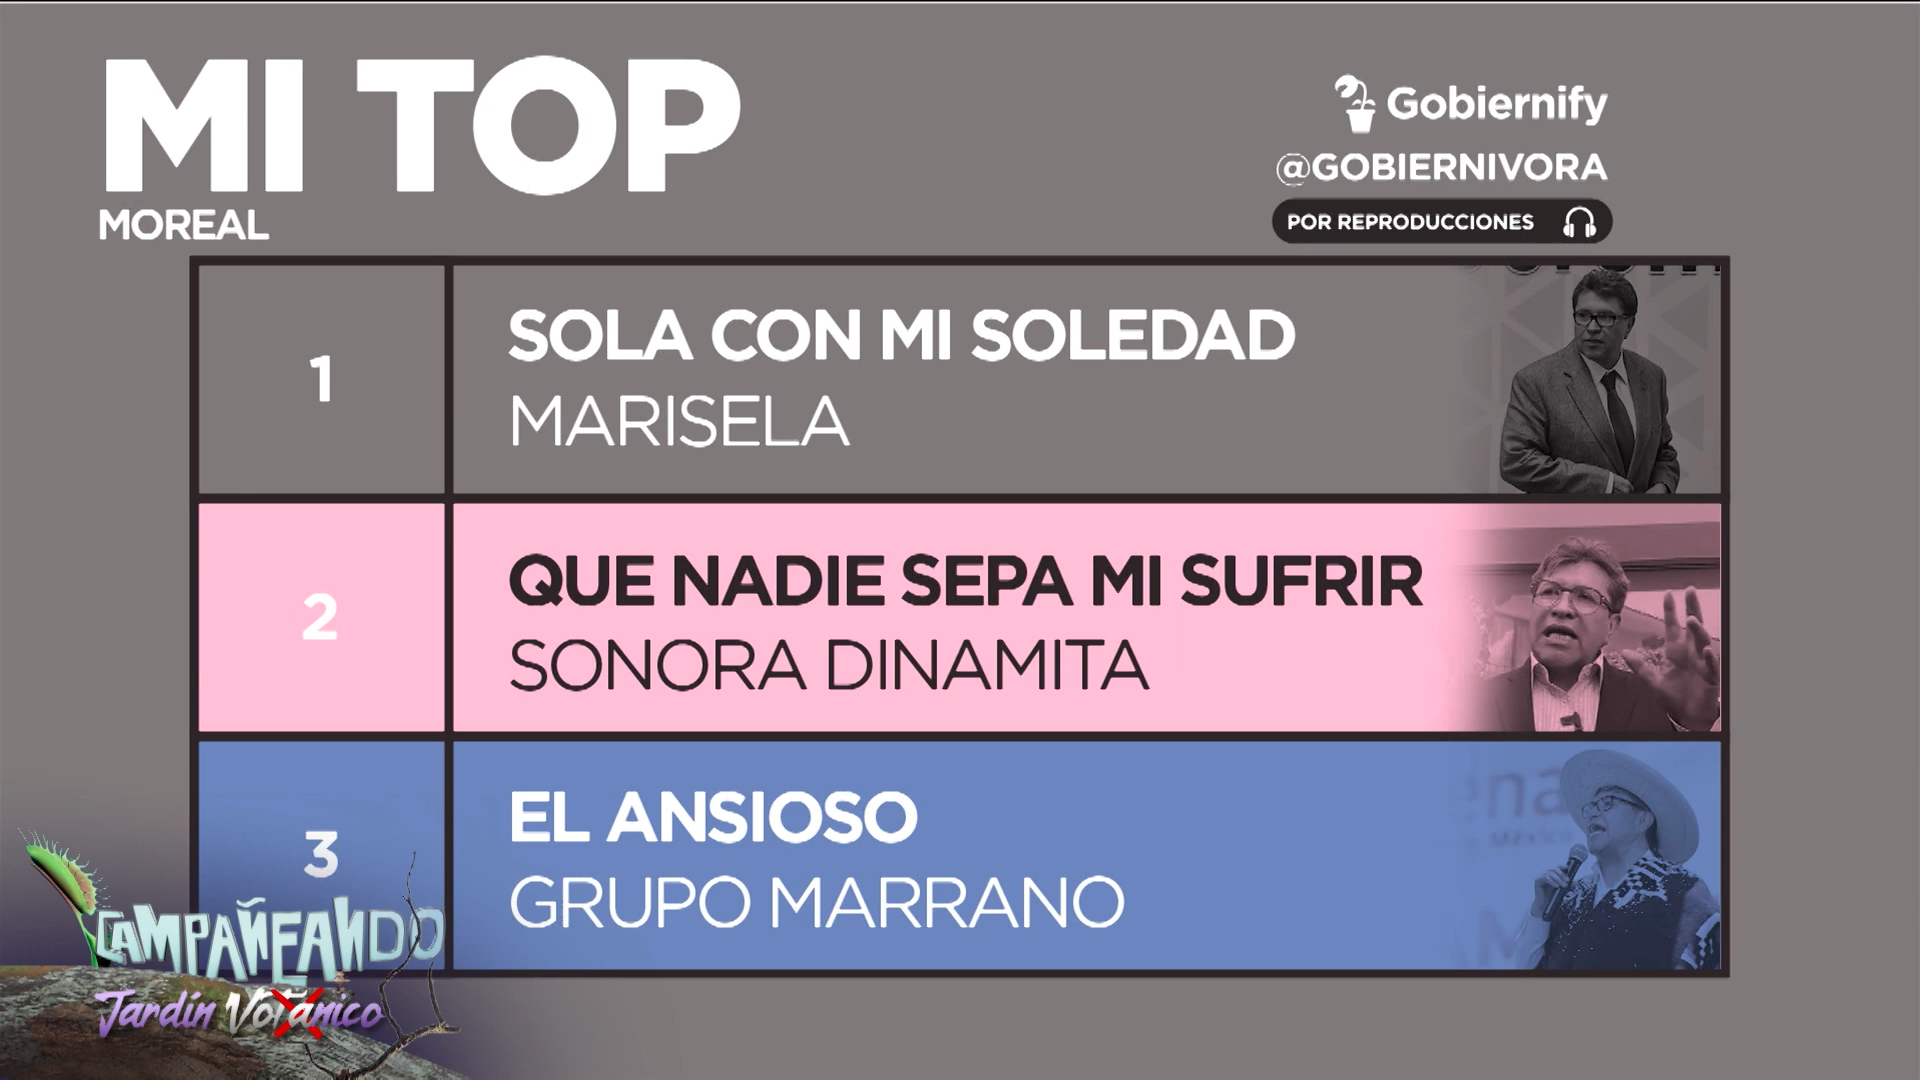 MI TOP
MOREAL
Gobiernify
@GOBIERNIVORA
POR REPRODUCCIONES
1
SOLA CON MI SOLEDAD
MARISELA
2
QUE NADIE SEPA MI SUFRIR
SONORA DINAMITA
3
EL ANSIOSO
GRUPO MARRANO
ena
CAMPAÑEANDO
Jardín Votánico